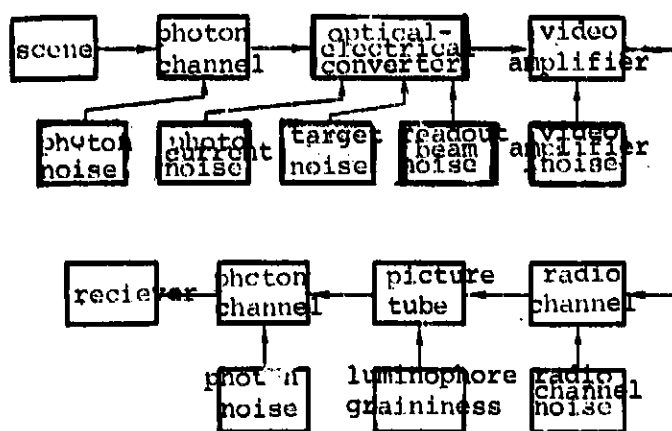 scene
photon
channel
optical-
electrical
converter
video
amplifier
photon
noise
photo
current
noise
target
noise
readout
beam
noise
video
amplifier
noise
reciever
photon
channel
picture
tube
radio
channel
photon
noise
luminophore
graininess
radio
channel
noise